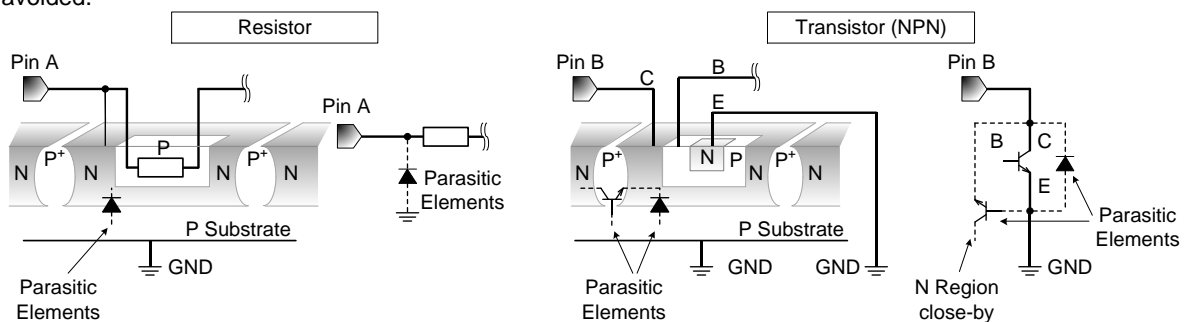 avoided.
Resistor
Transistor (NPN)
Pin A
Pin A
N
P+
N
P
N
P+
N
Parasitic
Elements
P Substrate
GND
Parasitic
Elements
Pin B
C
B
E
N
P+
N
N
P
N
P+
N
P Substrate
GND
GND
Parasitic
Elements
Pin B
B
C
E
Parasitic
Elements
GND
N Region
close-by